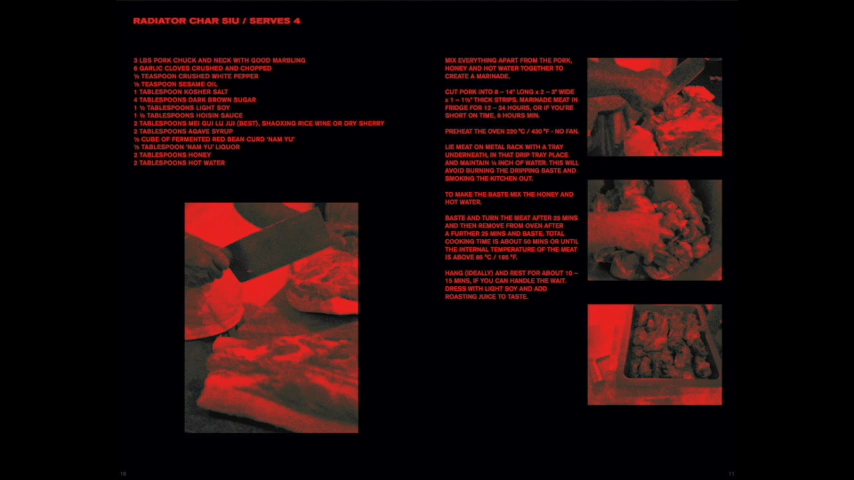 RADIATOR CHAR SIU / SERVES 4
3 LBS PORK CHUCK AND NECK WITH GOOD MARBLING
6 GARLIC CLOVES CRUSHED AND CHOPPED
TEASPOON CRUSHED WHITE PEPPER
TEASPOON SESAME OIL
1 TABLESPOON KOSHER SALT
4 TABLESPOONS DARK BROWN SUGAR
1 ½ TABLESPOONS LIGHT SOY
1 ½ TABLESPOONS HOISIN SAUCE
2 TABLESPOONS MEI QUI LU JUI (BEST), SHAOXING RICE WINE OR DRY SHERRY
2 TABLESPOONS AGAVE SYRUP
CUBE OF FERMENTED RED BEAN CURD 'NAM YU'
½ TABLESPOON 'NAM YU' LIQUOR
2 TABLESPOONS HONEY
2 TABLESPOONS HOT WATER
MIX EVERYTHING APART FROM THE PORK,
HONEY AND HOT WATER TOGETHER TO
CREATE A MARINADE.
CUT PORK INTO 8 – 14" LONG x 2 – 3" WIDE
x 1 – 1½" THICK STRIPS. MARINADE MEAT IN
FRIDGE FOR 12 – 24 HOURS, OR IF YOU'RE
SHORT ON TIME, 6 HOURS MIN.
PREHEAT THE OVEN 220 ºC / 430 ºF - NO FAN.
LIE MEAT ON METAL RACK WITH A TRAY
UNDERNEATH, IN THAT DRIP TRAY PLACE
AND MAINTAIN ¼ INCH OF WATER. THIS WILL
AVOID BURNING THE DRIPPING BASTE AND
SMOKING THE KITCHEN OUT.
TO MAKE THE BASTE MIX THE HONEY AND
HOT WATER.
BASTE AND TURN THE MEAT AFTER 25 MINS
AND THEN REMOVE FROM OVEN AFTER
A FURTHER 25 MINS AND BASTE. TOTAL
COOKING TIME IS ABOUT 50 MINS OR UNTIL
THE INTERNAL TEMPERATURE OF THE MEAT
IS ABOVE 85 ºC / 185 ºF.
HANG (IDEALLY) AND REST FOR ABOUT 10 –
15 MINS, IF YOU CAN HANDLE THE WAIT.
DRESS WITH LIGHT SOY AND ADD
ROASTING JUICE TO TASTE.
10
11